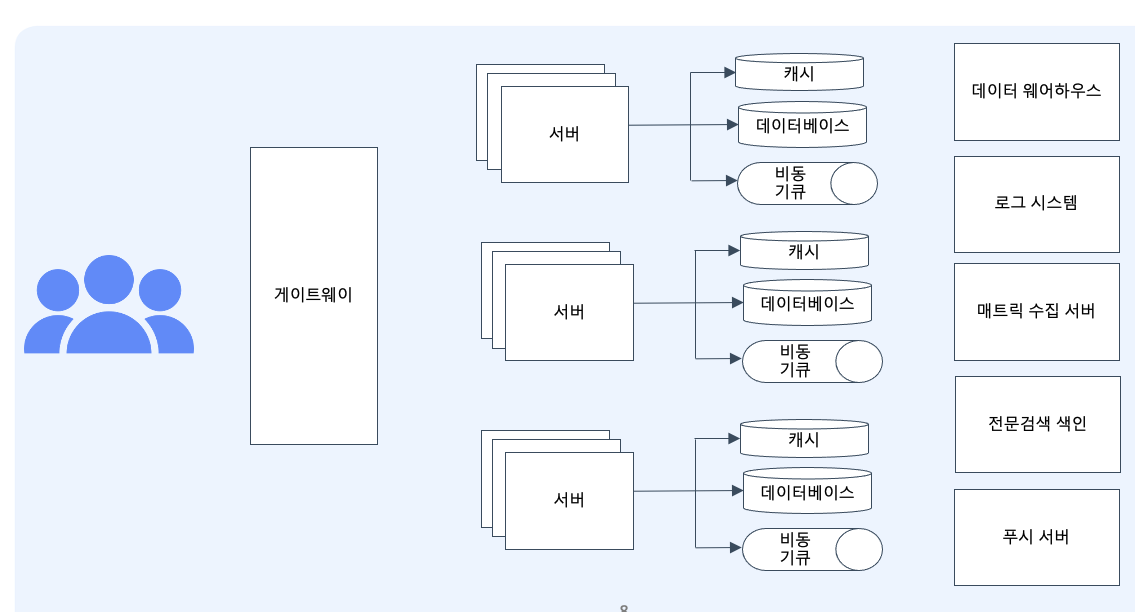 게이트웨이
서버
캐시
데이터베이스
비동
기큐
서버
캐시
데이터베이스
비동
기큐
서버
캐시
데이터베이스
비동
기큐
데이터 웨어하우스
로그 시스템
매트릭 수집 서버
전문검색 색인
푸시 서버